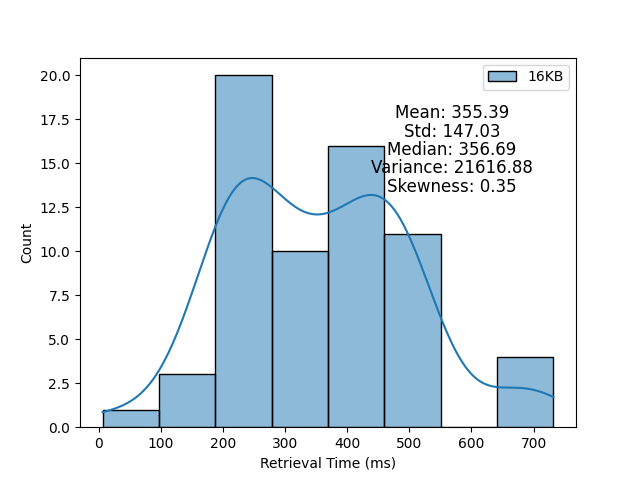 16KB
Mean: 355.39
Std: 147.03
Median: 356.69
Variance: 21616.88
Skewness: 0.35
20.0
17.5
15.0
12.5
10.0
7.5
5.0
2.5
0.0
Count
0 100 200 300 400 500 600 700
Retrieval Time (ms)